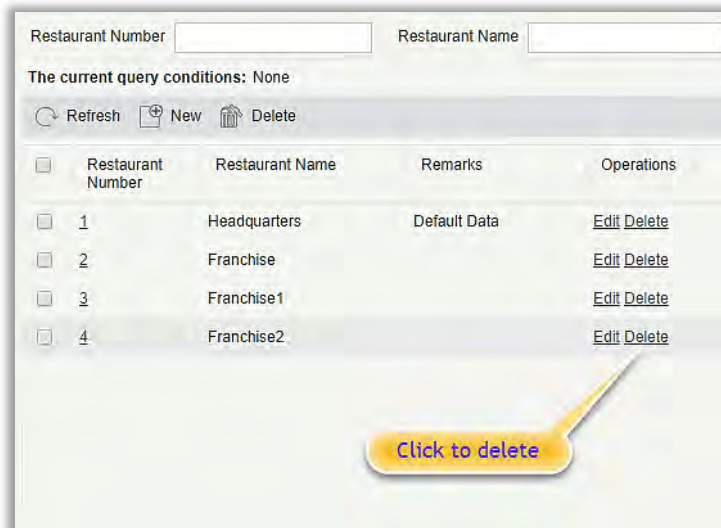 Restaurant Number Restaurant Name
The current query conditions: None
Refresh New Delete
Restaurant Number Restaurant Name Remarks Operations
1 Headquarters Default Data Edit Delete
2 Franchise Edit Delete
3 Franchise1 Edit Delete
4 Franchise2 Edit Delete
Click to delete